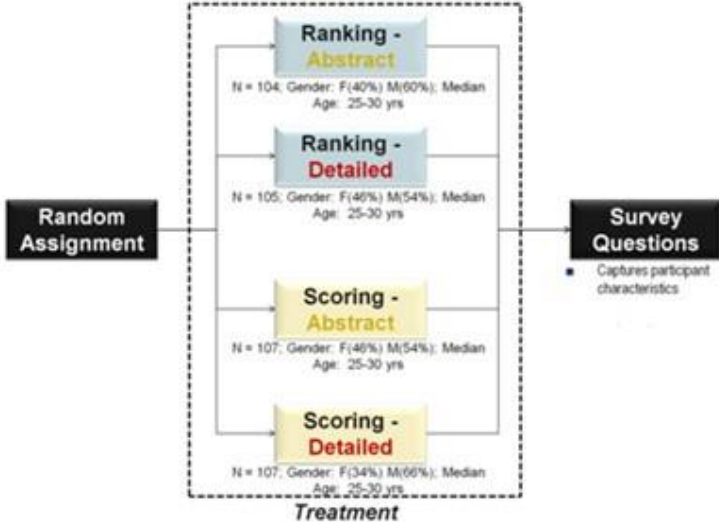 Ranking -
Abstract
N = 104; Gender: F(40%) M(60%); Median
Age: 25-30 yrs
Ranking -
Detailed
N = 105; Gender: F(46%) M(54%); Median
Age: 25-30 yrs
Random
Assignment
Survey
Questions
Captures participant
characteristics
Scoring -
Abstract
N = 107; Gender: F(46%) M(54%); Median
Age: 25-30 yrs
Scoring -
Detailed
N = 107; Gender: F(34%) M(66%); Median
Age: 25-30 yrs
Treatment